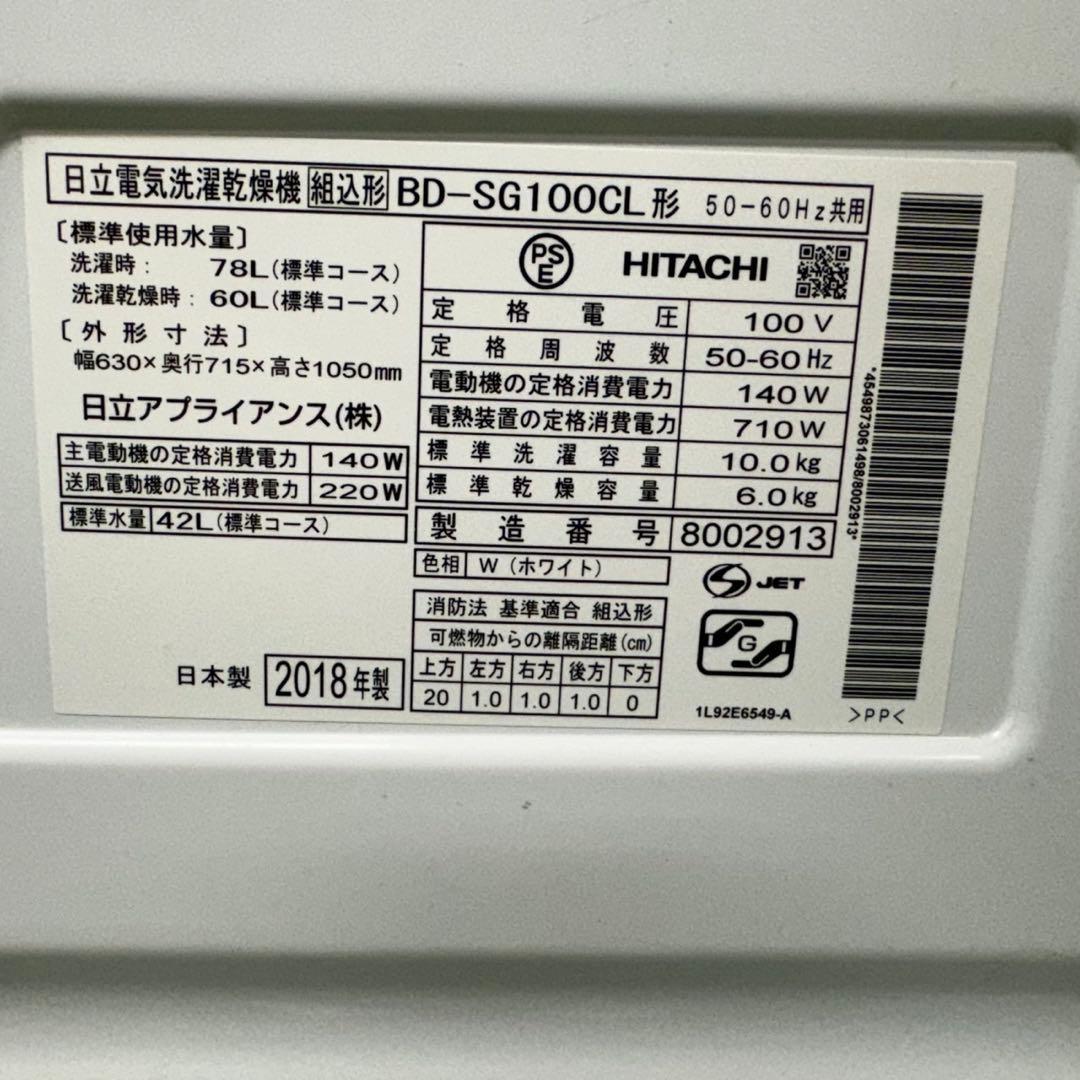 日立電気洗濯乾燥機 組込形 BD-SG100CL形 50-60Hz共用
〔標準使用水量〕
洗濯時: 78L(標準コース)
洗濯乾燥時: 60L(標準コース)
〔外形寸法〕
幅630×奥行715×高さ1050mm
日立アプライアンス(株)
主電動機の定格消費電力 140W
送風電動機の定格消費電力 220W
標準水量 42L(標準コース)
日本製 2018年製
PSE HITACHI
定格電圧 100V
定格周波数 50-60Hz
電動機の定格消費電力 140W
電熱装置の定格消費電力 710W
標準洗濯容量 10.0kg
標準乾燥容量 6.0kg
製造番号 8002913
色相 W(ホワイト)
消防法 基準適合 組込形
可燃物からの離隔距離(cm)
上方 左方 右方 後方 下方
20 1.0 1.0 1.0 0
S JET
G
1L92E6549-A
>PP<
*4549873061498/8002913*